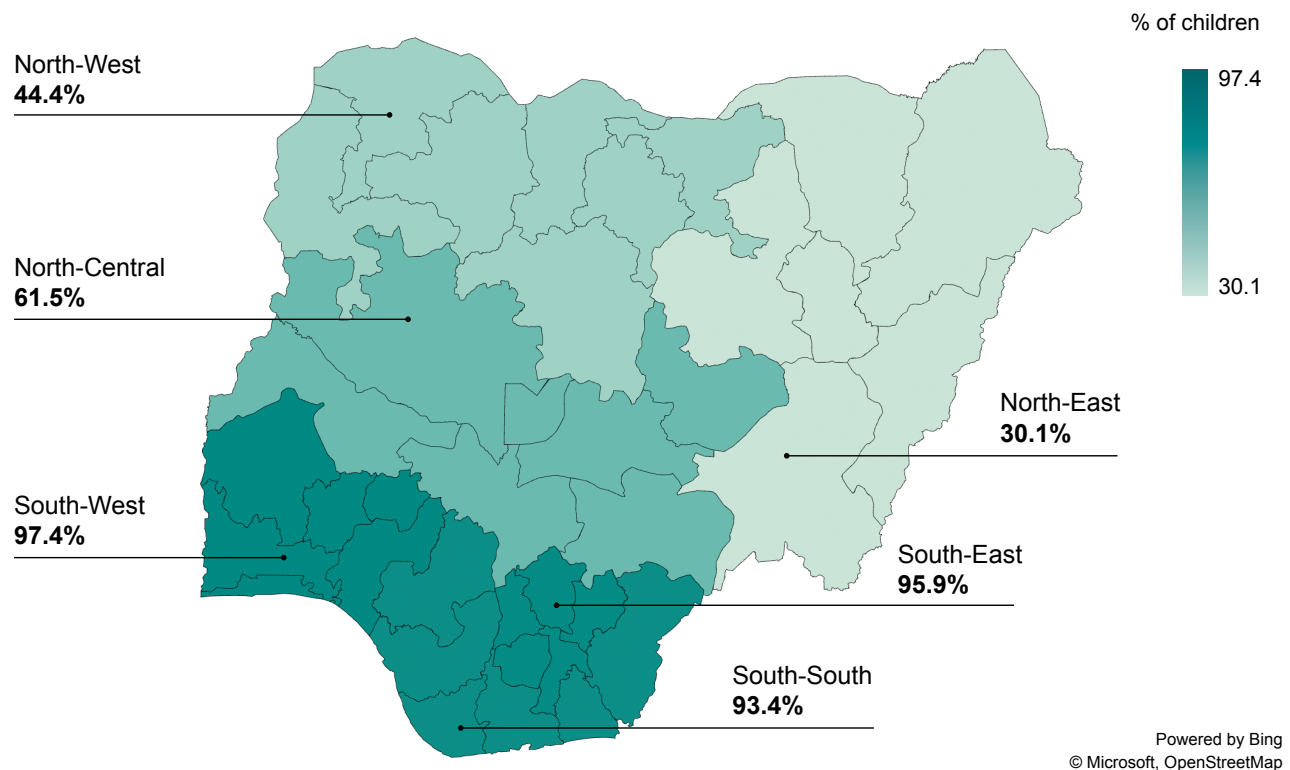 % of children
97.4
30.1
North-West
44.4%
North-Central
61.5%
North-East
30.1%
South-West
97.4%
South-East
95.9%
South-South
93.4%
Powered by Bing
© Microsoft, OpenStreetMap